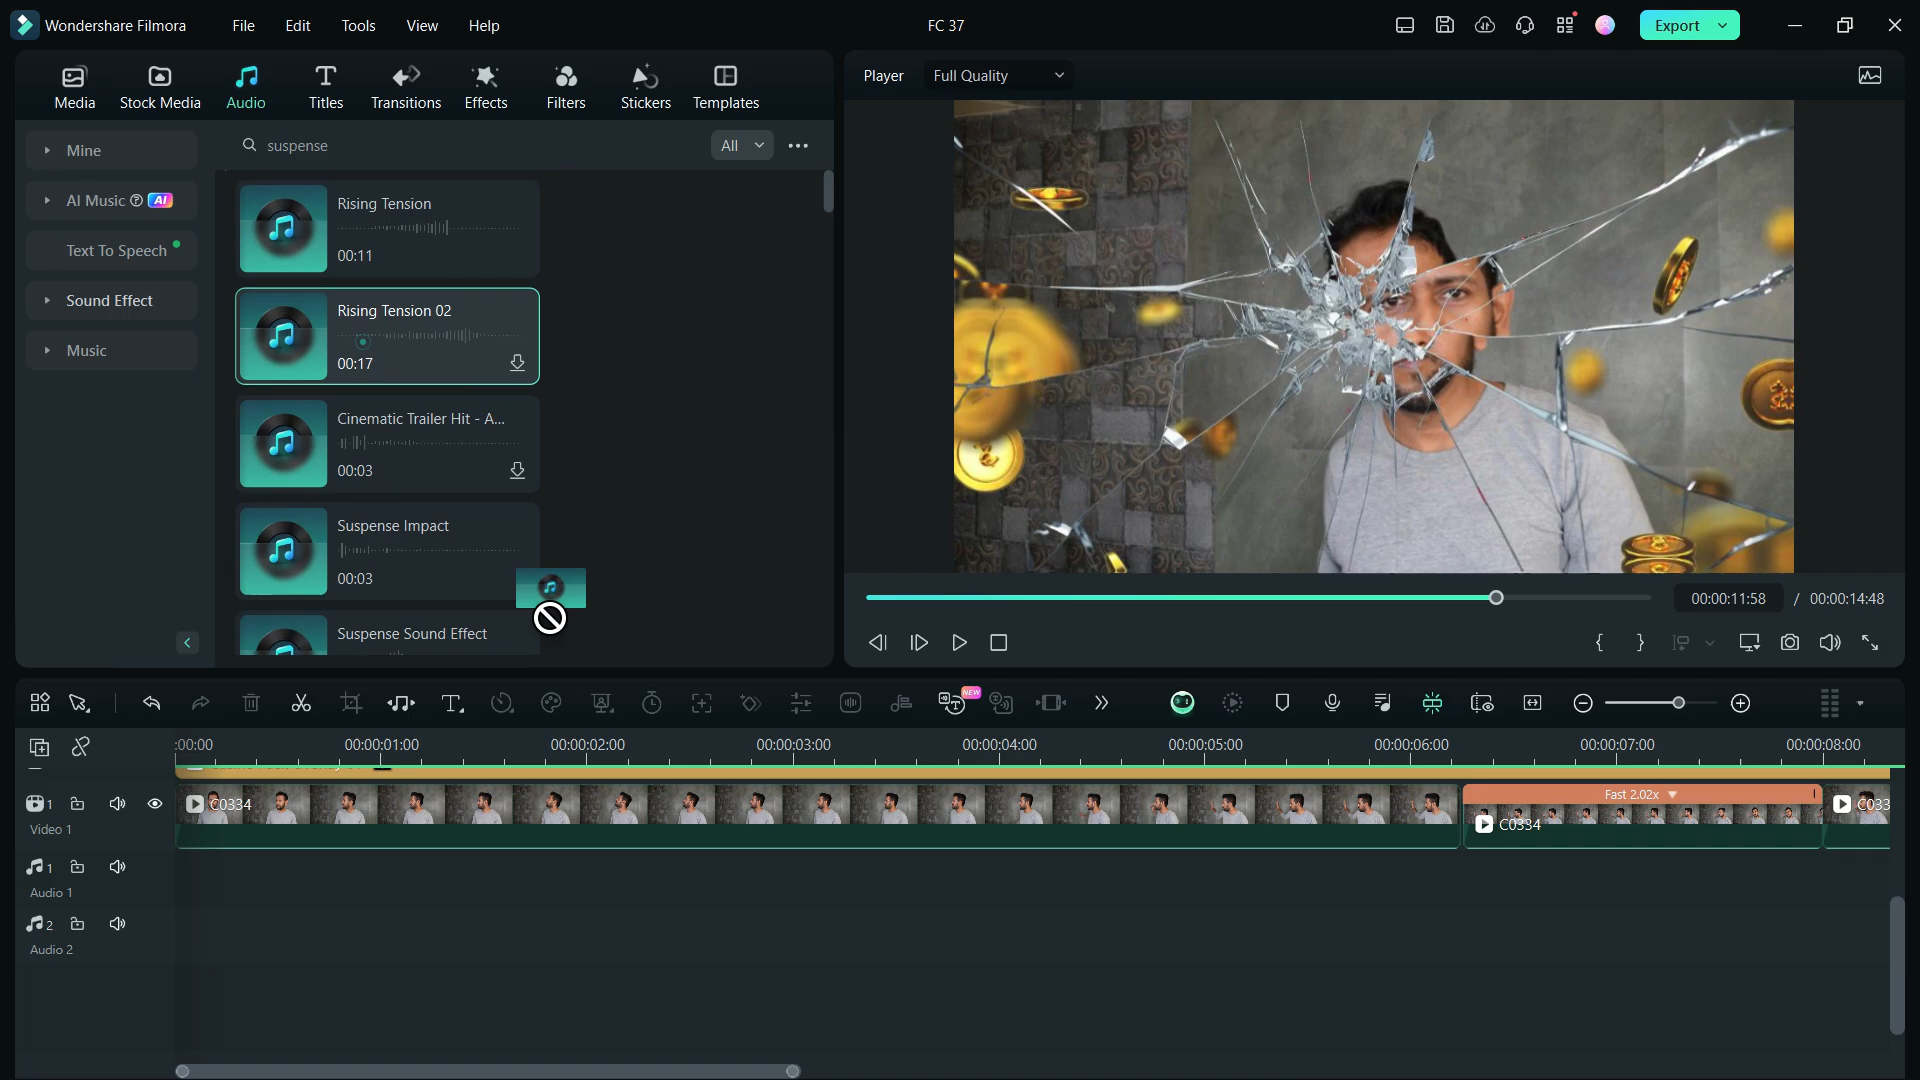 Wondershare Filmora
File
Edit
Tools
View
Help
FC 37
Export
Media
Stock Media
Audio
Titles
Transitions
Effects
Filters
Stickers
Templates
Player
Full Quality
Mine
AI Music
AI
Text To Speech
Sound Effect
Music
suspense
All
Rising Tension
00:11
Rising Tension 02
00:17
Cinematic Trailer Hit - A...
00:03
Suspense Impact
00:03
Suspense Sound Effect
00:00:11:58 / 00:00:14:48
NEW
:00:00
00:00:01:00
00:00:02:00
00:00:03:00
00:00:04:00
00:00:05:00
00:00:06:00
00:00:07:00
00:00:08:00
1
Video 1
C0334
Fast 2.02x
C0334
C033
1
Audio 1
2
Audio 2